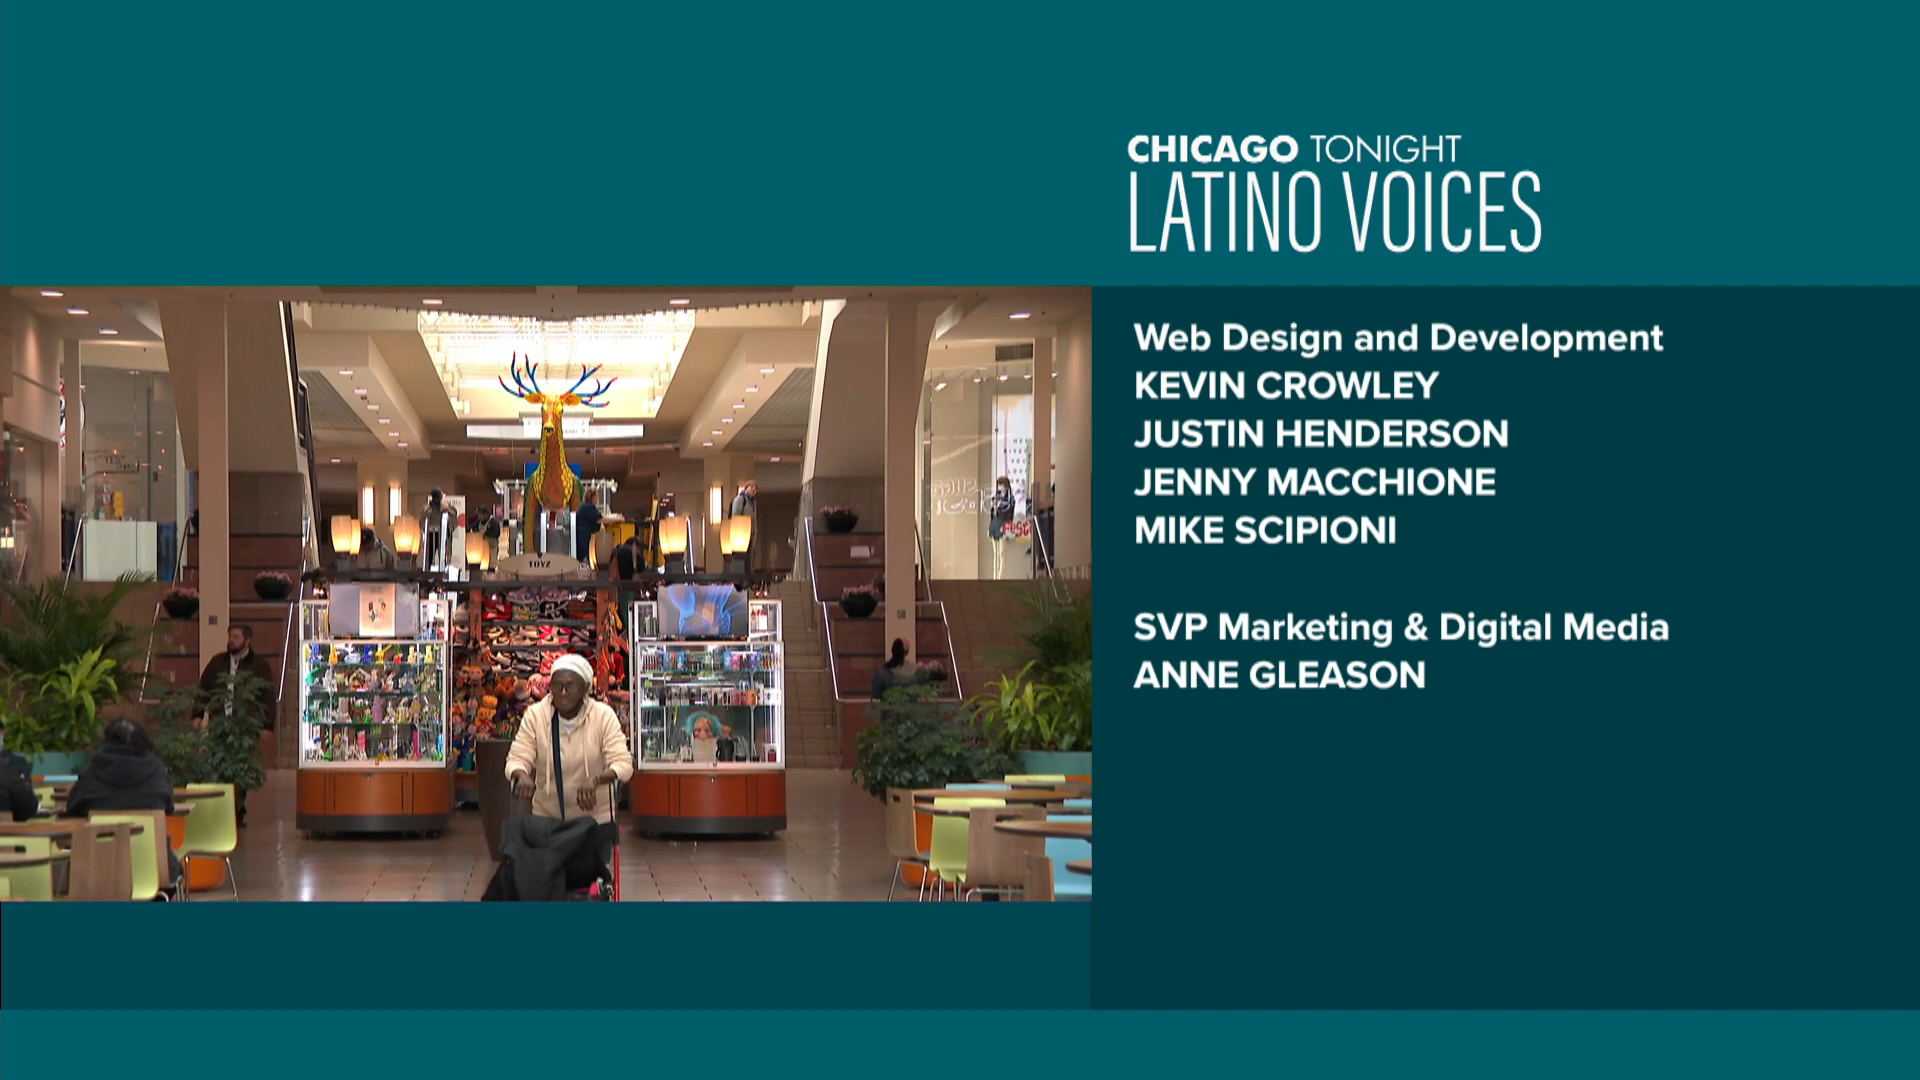 CHICAGO TONIGHT
LATINO VOICES
Web Design and Development
KEVIN CROWLEY
JUSTIN HENDERSON
JENNY MACCHIONE
MIKE SCIPIONI
SVP Marketing & Digital Media
ANNE GLEASON
TOYZ